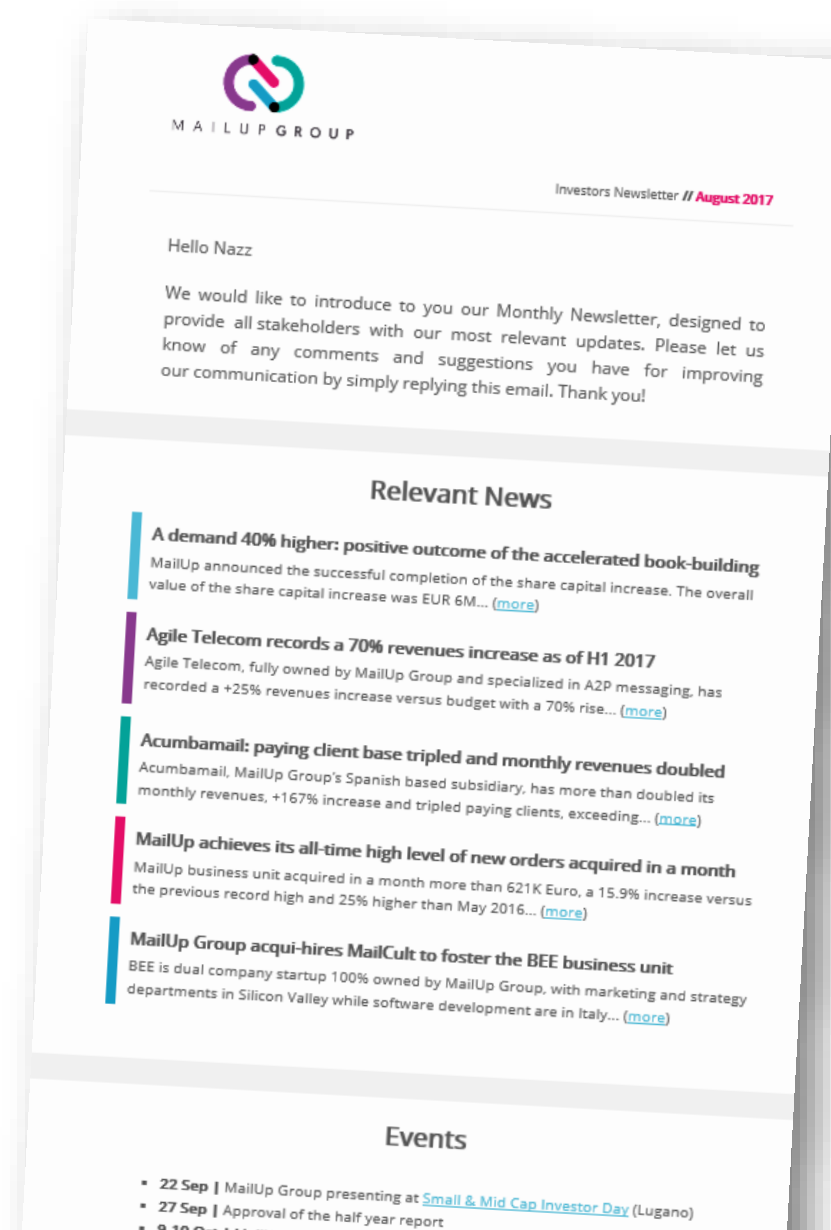 MAILUPGROUP
Investors Newsletter // August 2017
Hello Nazz
We would like to introduce to you our Monthly Newsletter, designed to
provide all stakeholders with our most relevant updates. Please let us
know of any comments and suggestions you have for improving
our communication by simply replying this email. Thank you!
Relevant News
A demand 40% higher: positive outcome of the accelerated book-building
MailUp announced the successful completion of the share capital increase. The overall
value of the share capital increase was EUR 6M... (more)
Agile Telecom records a 70% revenues increase as of H1 2017
Agile Telecom, fully owned by MailUp Group and specialized in A2P messaging, has
recorded a +25% revenues increase versus budget with a 70% rise... (more)
Acumbamail: paying client base tripled and monthly revenues doubled
Acumbamail, MailUp Group's Spanish based subsidiary, has more than doubled its
monthly revenues, +167% increase and tripled paying clients, exceeding... (more)
MailUp achieves its all-time high level of new orders acquired in a month
MailUp business unit acquired in a month more than 621K Euro, a 15.9% increase versus
the previous record high and 25% higher than May 2016... (more)
MailUp Group acqui-hires MailCult to foster the BEE business unit
BEE is dual company startup 100% owned by MailUp Group, with marketing and strategy
departments in Silicon Valley while software development are in Italy... (more)
Events
▪ 22 Sep | MailUp Group presenting at Small & Mid Cap Investor Day (Lugano)
▪ 27 Sep | Approval of the half year report